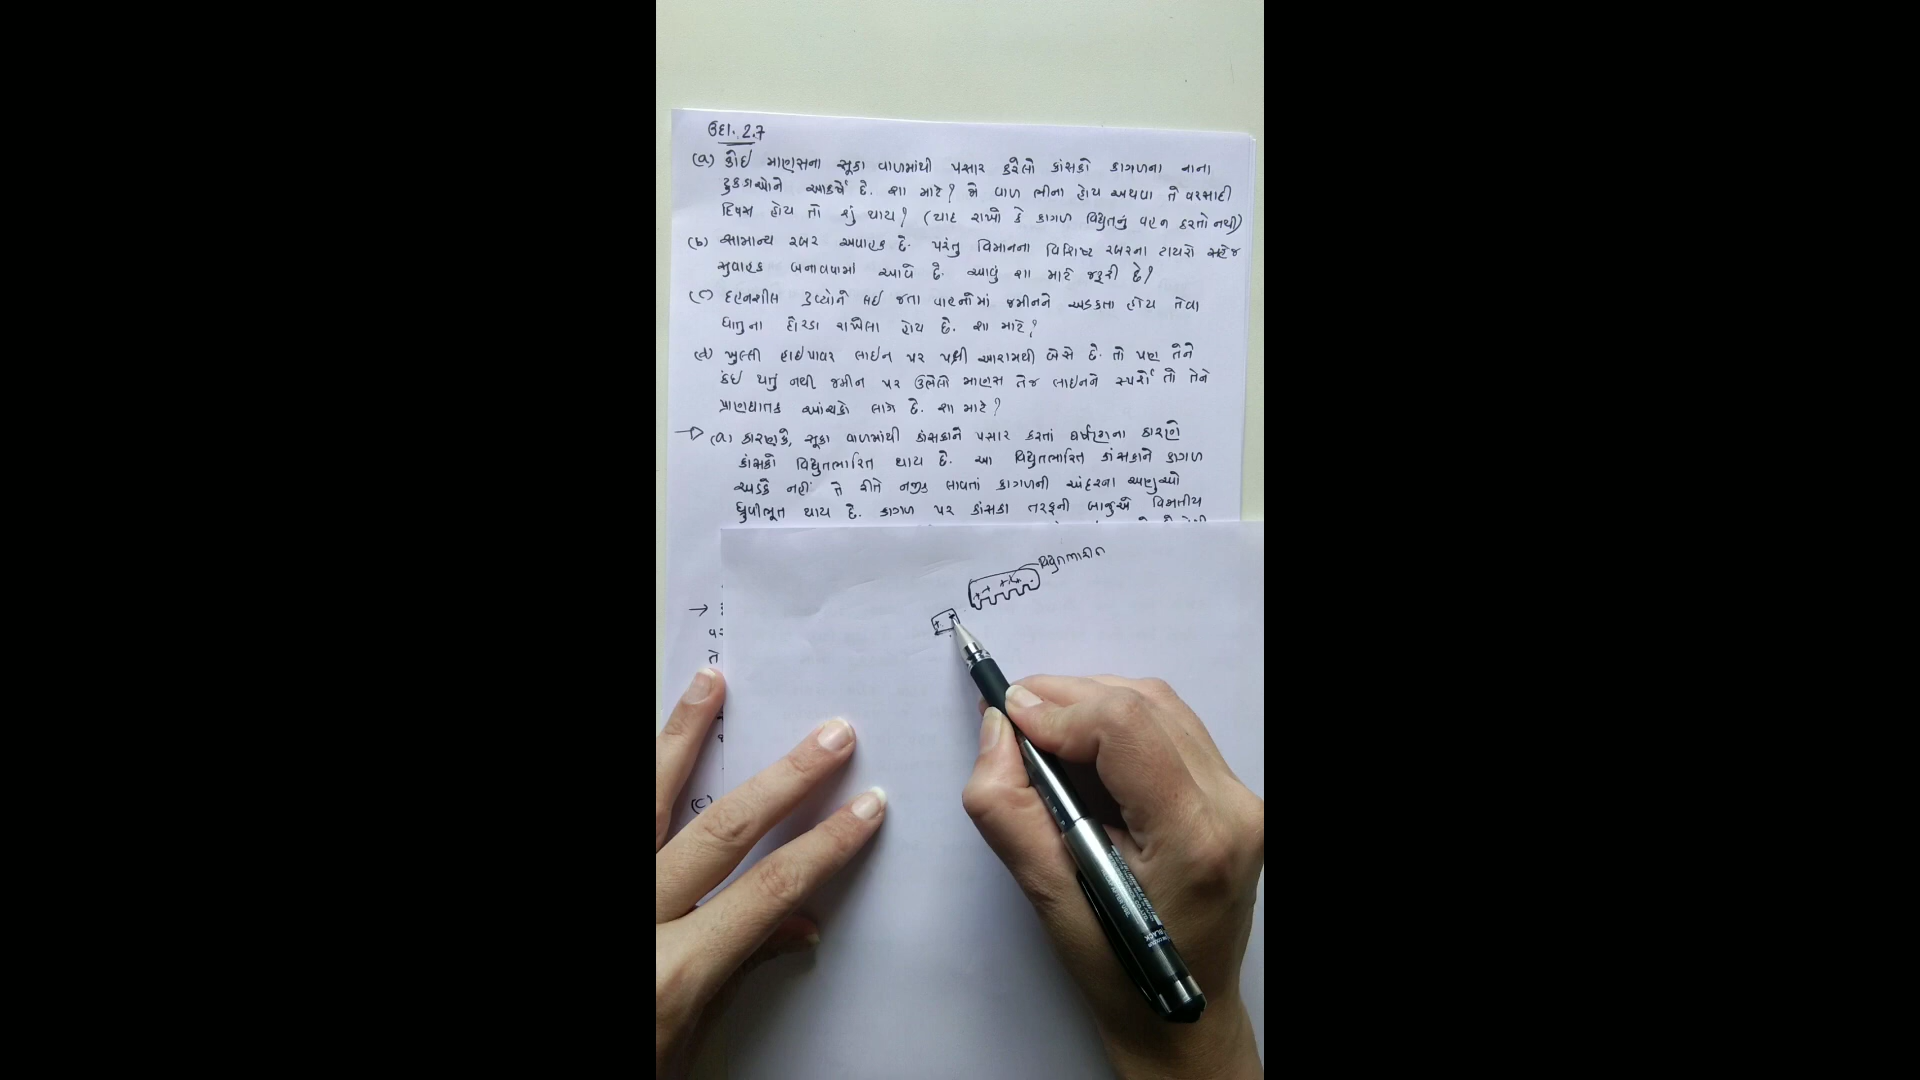 ઉદા. 2.7
(a) કોઈ માણસના સૂકા વાળમાંથી પસાર કરેલો કાંસકો કાગળના નાના
ટુકડાઓને આકર્ષે છે. શા માટે? જો વાળ ભીના હોય અથવા તે વરસાદી
દિવસ હોય તો શું થાય? (યાદ રાખો કે કાગળ વિદ્યુતનું વહન કરતો નથી)
(b) સામાન્ય રબર અવાહક છે. પરંતુ વિમાનના વિશિષ્ટ રબરના ટાયરો સહેજ
સુવાહક બનાવવામાં આવે છે. આવું શા માટે જરૂરી છે?
(c) દહનશીલ દ્રવ્યોને લઈ જતા વાહનોમાં જમીનને અડકતા હોય તેવા
ધાતુના દોરડા રાખેલા હોય છે. શા માટે?
(d) ખુલ્લી હાઈપાવર લાઈન પર પક્ષી આરામથી બેસે છે. તો પણ તેને
કંઈ થતું નથી જમીન પર ઉભેલો માણસ તેજ લાઇનને સ્પર્શે તો તેને
પ્રાણઘાતક આંચકો લાગે છે. શા માટે?
→ (a) કારણકે, સૂકા વાળમાંથી કાંસકાને પસાર કરતાં ઘર્ષણના કારણે
કાંસકો વિદ્યુતભારિત થાય છે. આ વિદ્યુતભારિત કાંસકાને કાગળ
અડકે નહીં તે રીતે નજીક લાવતાં કાગળની અંદરના અણુઓ
ધ્રુવીભૂત થાય છે. કાગળ પર કાંસકા તરફની બાજુએ વિજાતીય
વિદ્યુતભારિત
→
તે
(c)